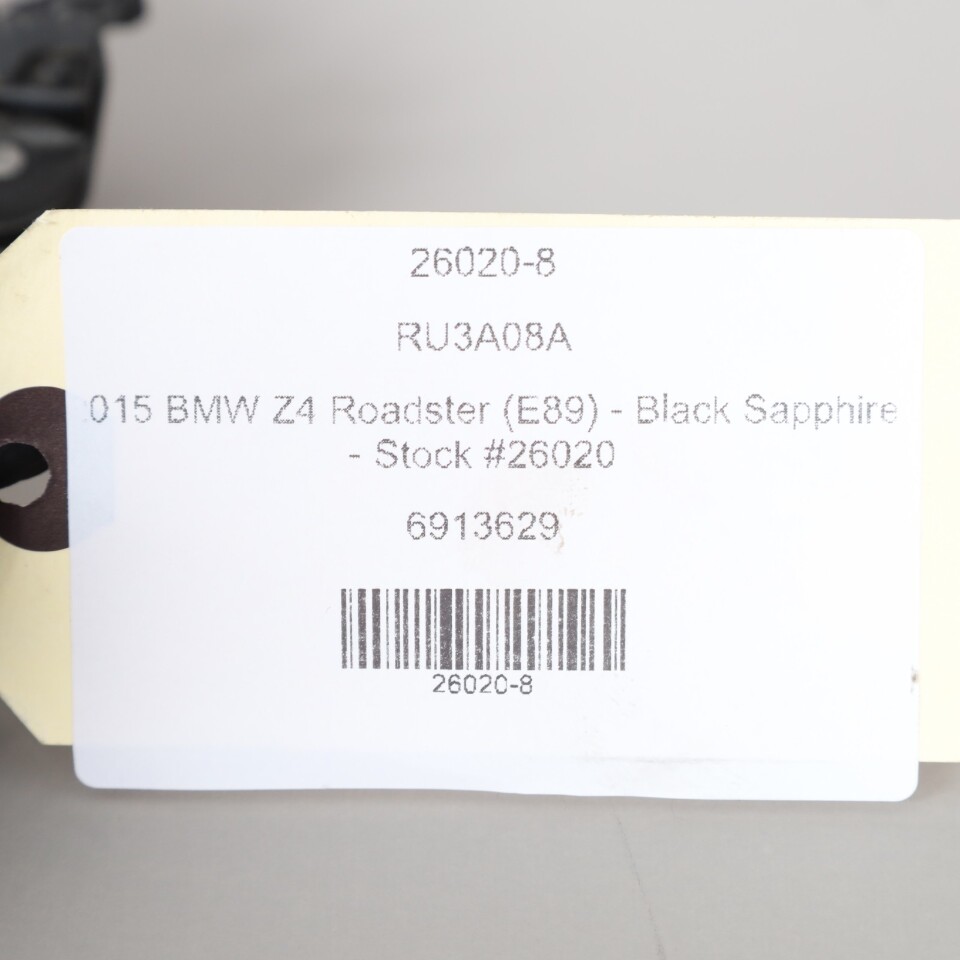 26020-8
RU3A08A
015 BMW Z4 Roadster (E89) - Black Sapphire
- Stock #26020
6913629
26020-8